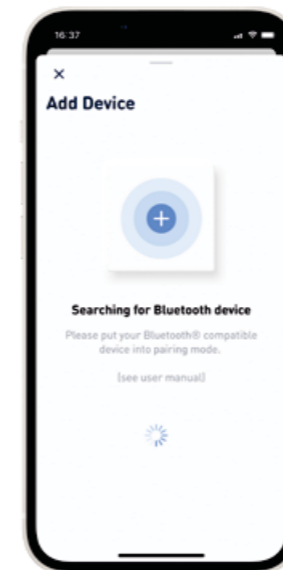 16:37
Add Device
Searching for Bluetooth device
Please put your Bluetooth® compatible
device into pairing mode.
(see user manual)